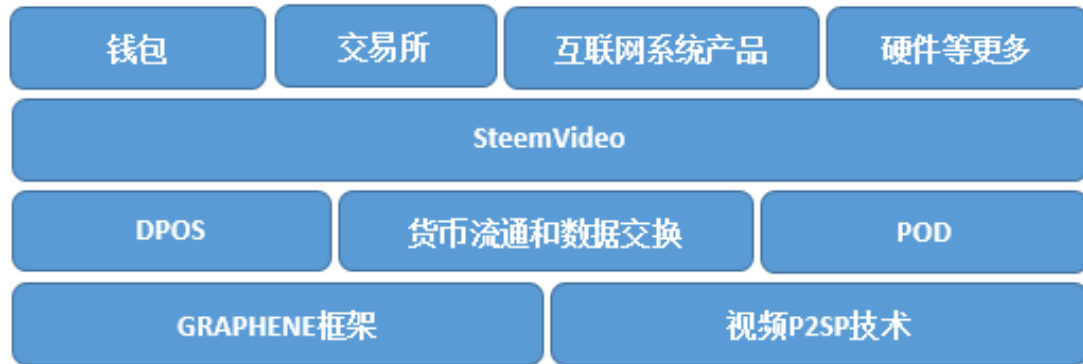 钱包
交易所
互联网系统产品
硬件等更多
SteemVideo
DPOS
货币流通和数据交换
POD
GRAPHENE框架
视频P2SP技术